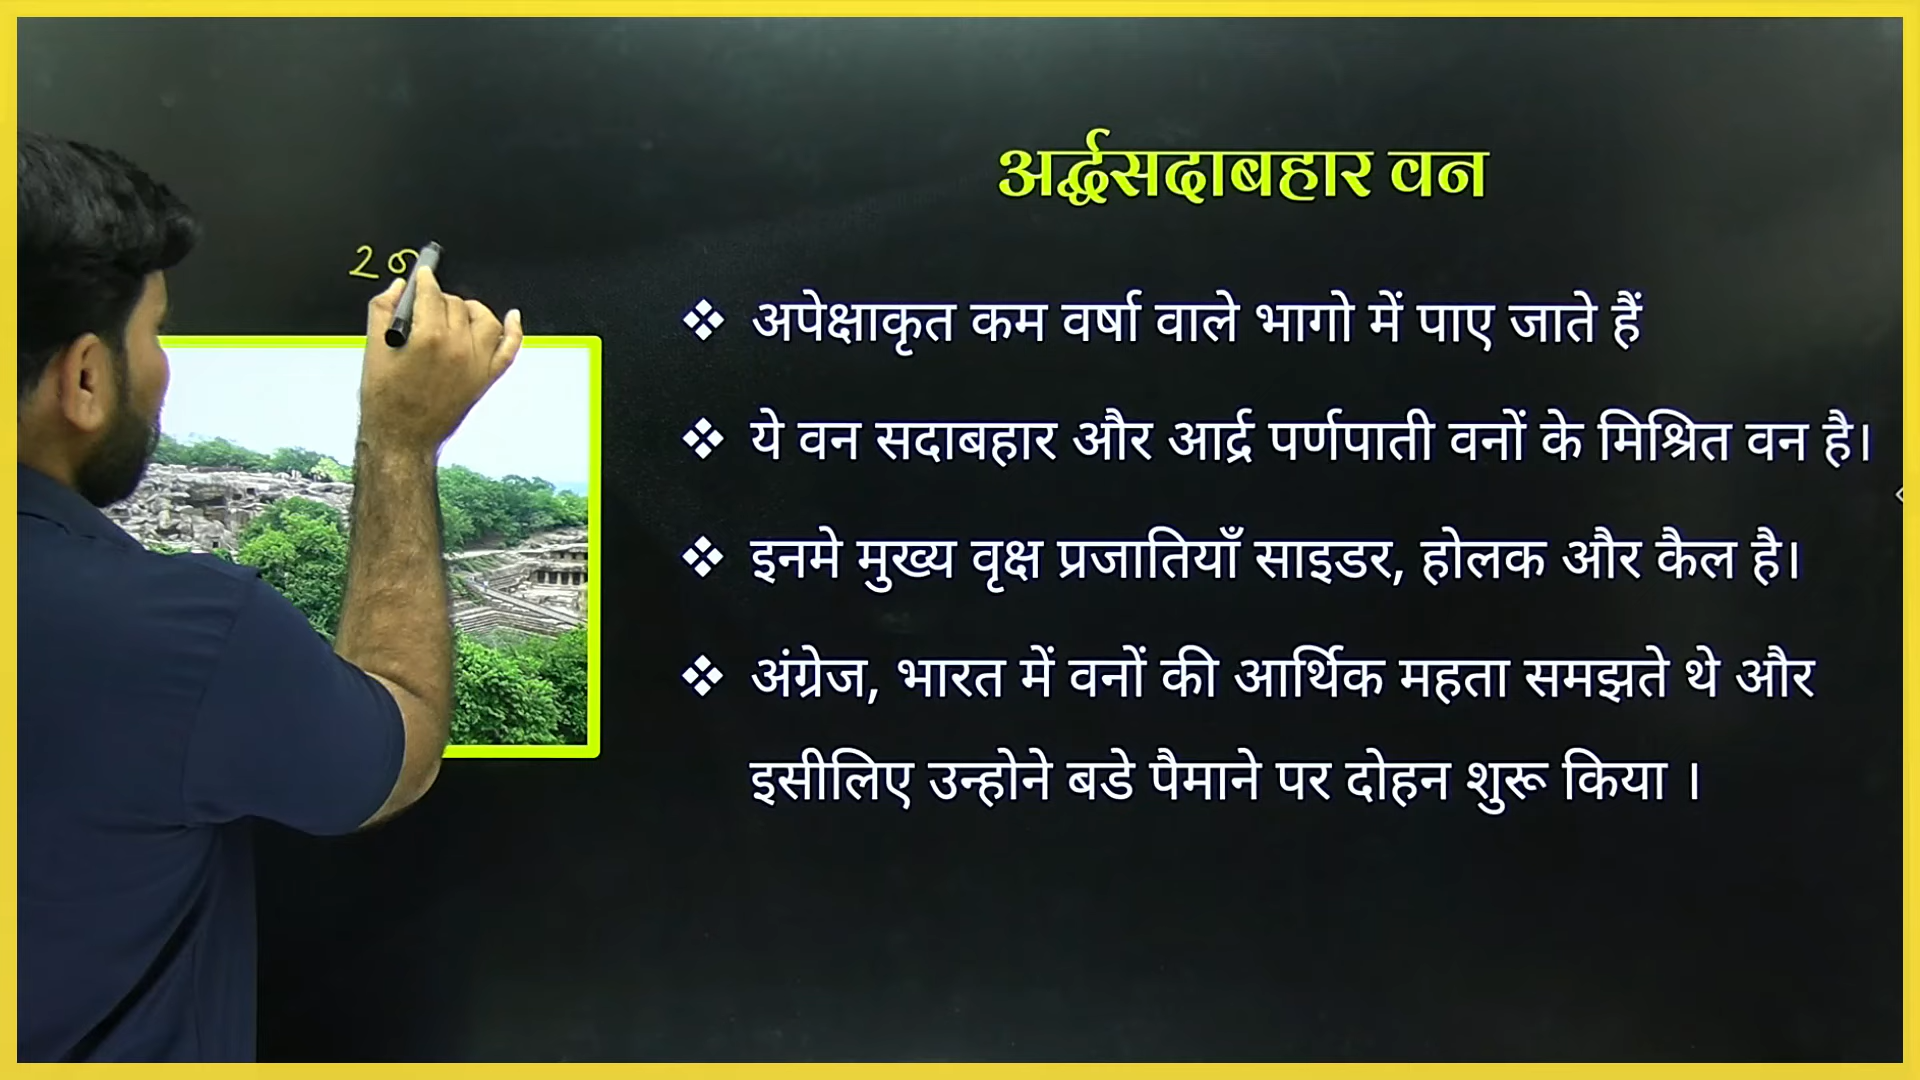 अर्द्धसदाबहार वन
20
❖ अपेक्षाकृत कम वर्षा वाले भागो में पाए जाते हैं
❖ ये वन सदाबहार और आर्द्र पर्णपाती वनों के मिश्रित वन है।
❖ इनमे मुख्य वृक्ष प्रजातियाँ साइडर, होलक और कैल है।
❖ अंग्रेज, भारत में वनों की आर्थिक महता समझते थे और
इसीलिए उन्होने बडे पैमाने पर दोहन शुरू किया ।